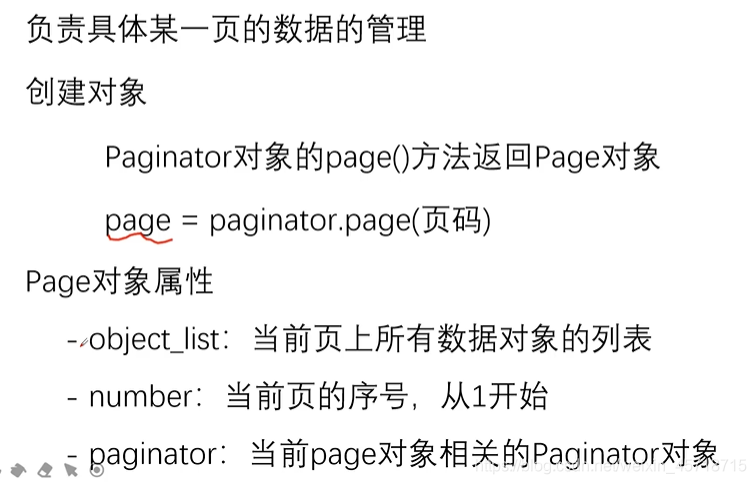 负责具体某一页的数据的管理
创建对象
Paginator对象的page()方法返回Page对象
page = paginator.page(页码)
Page对象属性
- object_list：当前页上所有数据对象的列表
- number：当前页的序号，从1开始
- paginator：当前page对象相关的Paginator对象